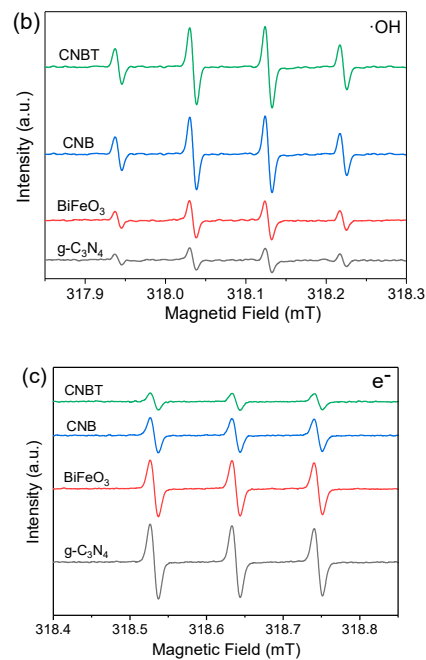 (b)
·OH
CNBT
CNB
BiFeO₃
g-C₃N₄
Intensity (a.u.)
317.9 318.0 318.1 318.2 318.3
Magnetid Field (mT)
(c)
e⁻
CNBT
CNB
BiFeO₃
g-C₃N₄
Intensity (a.u.)
318.4 318.5 318.6 318.7 318.8
Magnetic Field (mT)